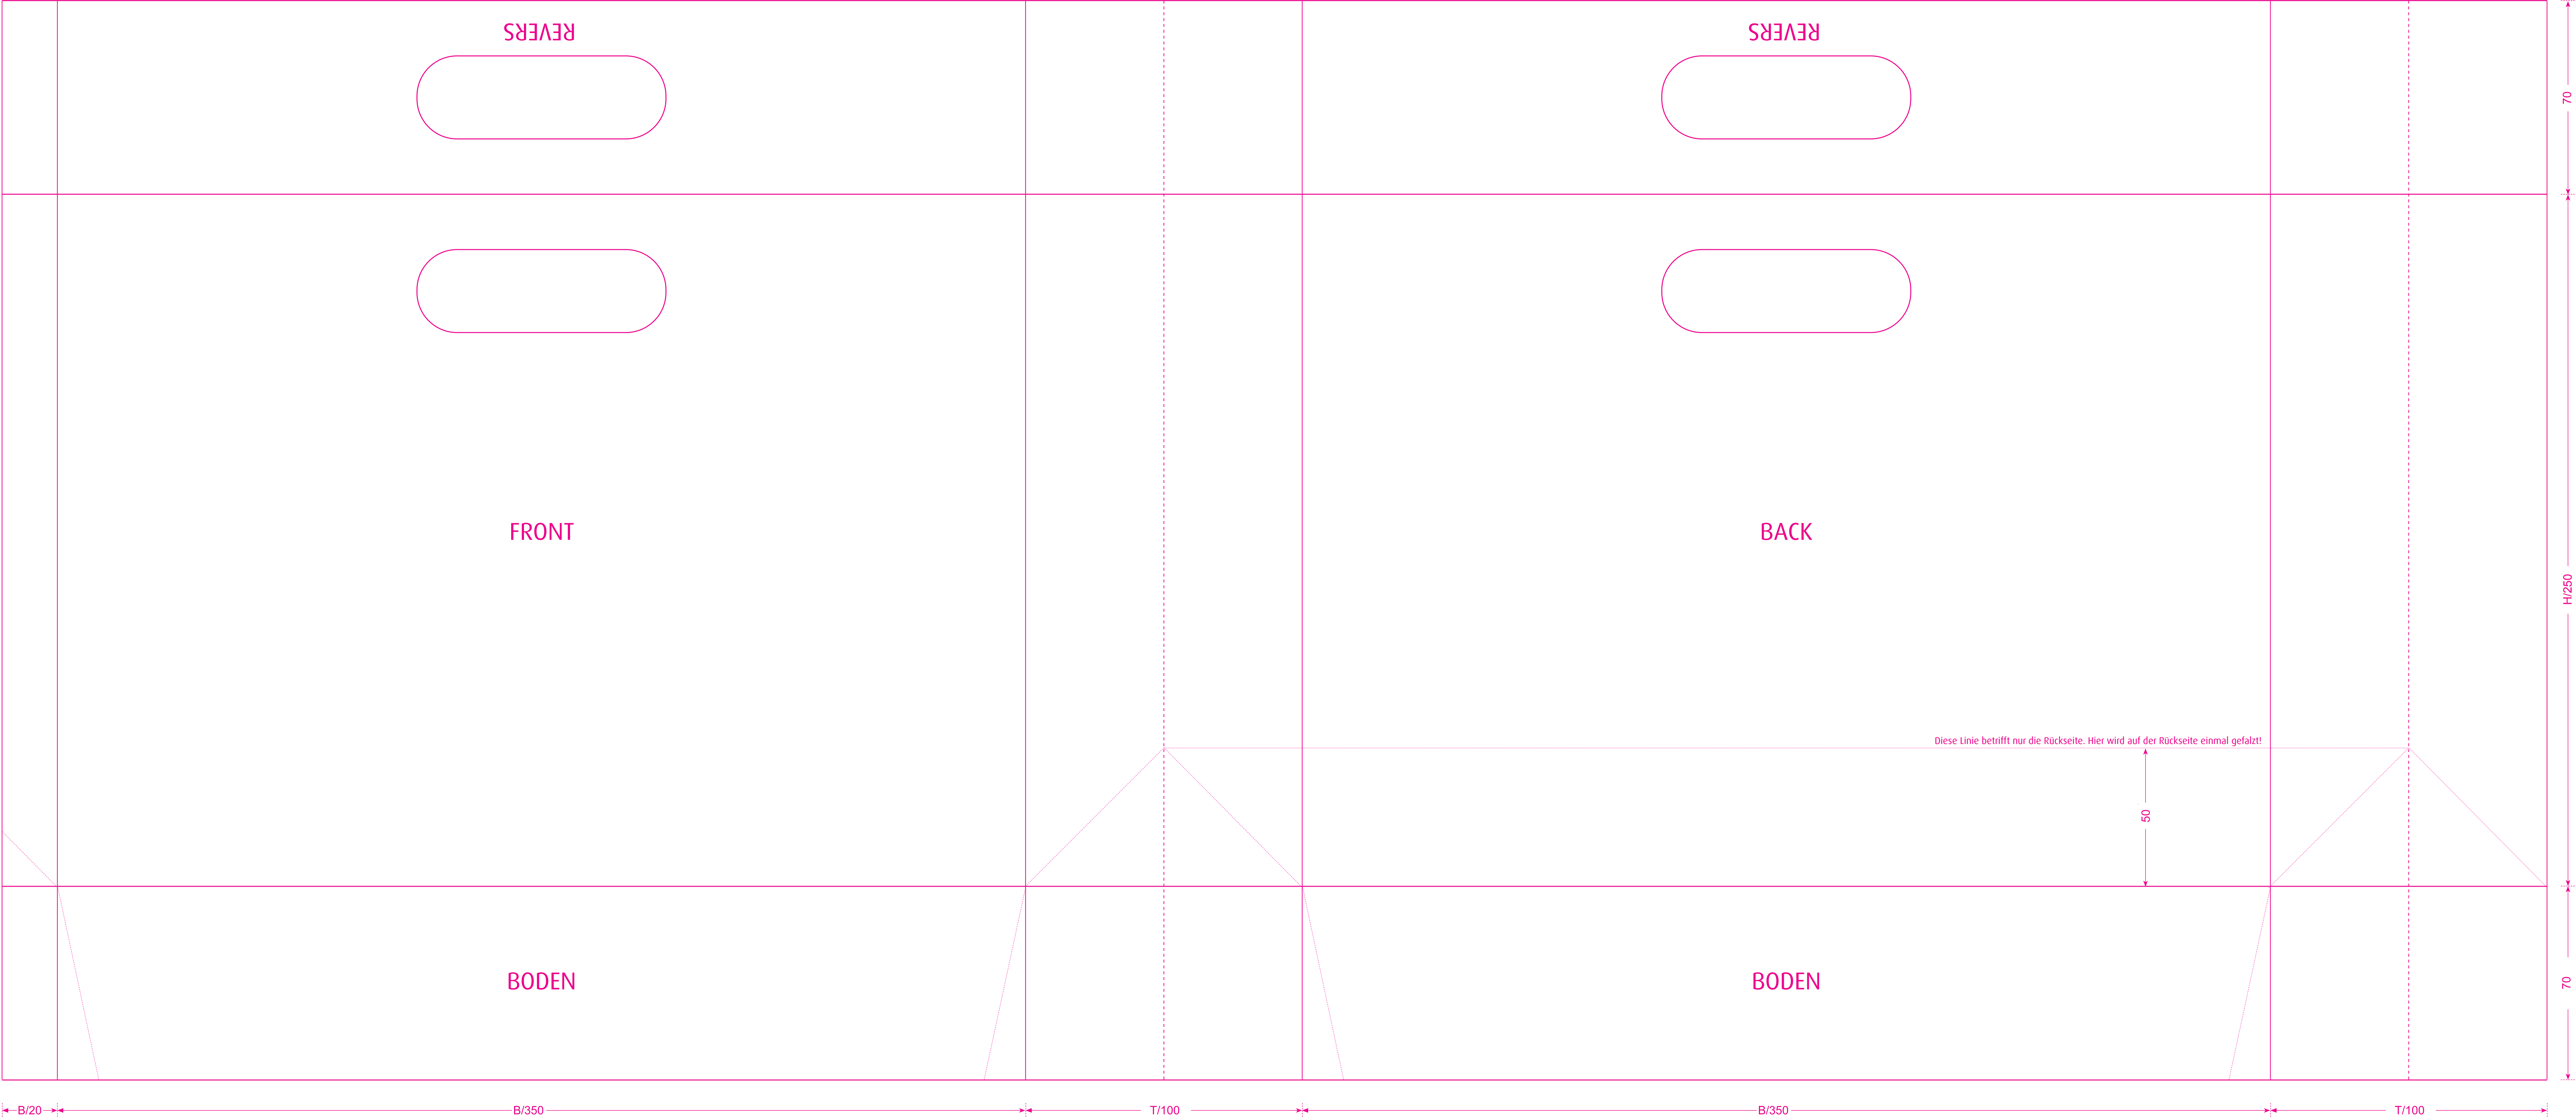 REVERS
REVERS
70
FRONT
BACK
H/250
Diese Linie betrifft nur die Rückseite. Hier wird auf der Rückseite einmal gefalzt!
50
BODEN
BODEN
70
B/20
B/350
T/100
B/350
T/100